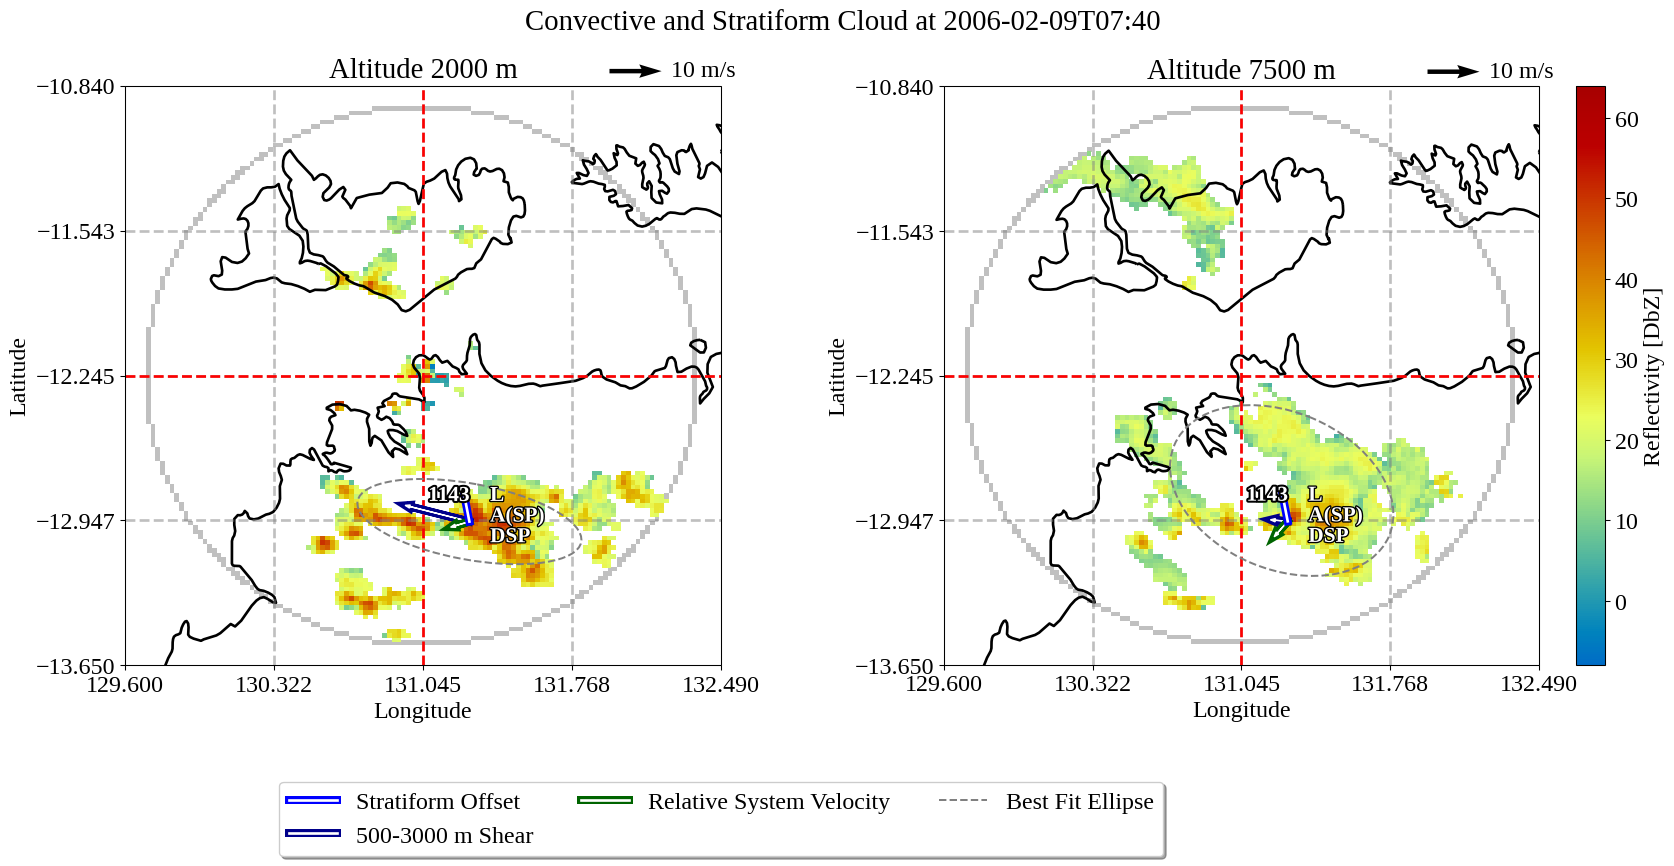 Convective and Stratiform Cloud at 2006-02-09T07:40
Altitude 2000 m
10 m/s
−10.840
−11.543
−12.245
−12.947
−13.650
129.600
130.322
131.045
131.768
132.490
Latitude
Longitude
1143
L
A(SP)
DSP
Altitude 7500 m
10 m/s
−10.840
−11.543
−12.245
−12.947
−13.650
129.600
130.322
131.045
131.768
132.490
Latitude
Longitude
1143
L
A(SP)
DSP
60
50
40
30
20
10
0
Reflectivity [DbZ]
Stratiform Offset
500-3000 m Shear
Relative System Velocity
Best Fit Ellipse